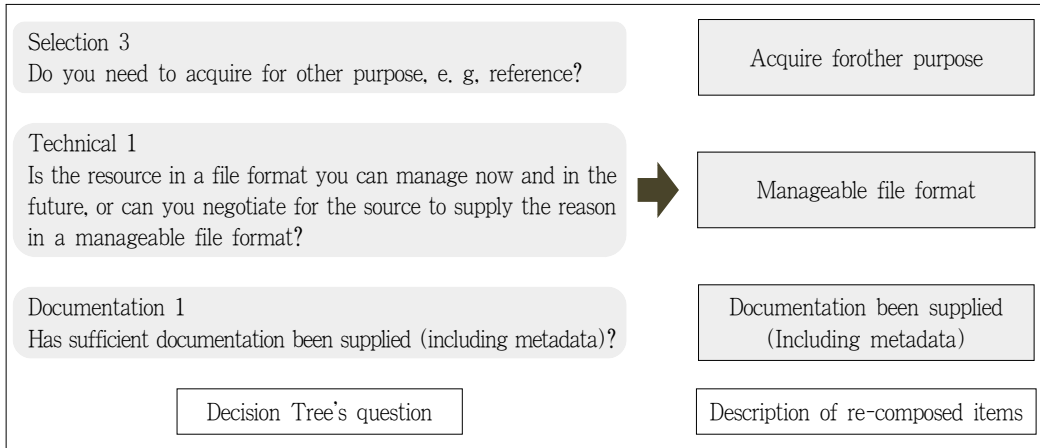 Selection 3
Do you need to acquire for other purpose, e. g, reference?
Acquire forother purpose
Technical 1
Is the resource in a file format you can manage now and in the
future, or can you negotiate for the source to supply the reason
in a manageable file format?
Manageable file format
Documentation 1
Has sufficient documentation been supplied (including metadata)?
Documentation been supplied
(Including metadata)
Decision Tree's question
Description of re-composed items